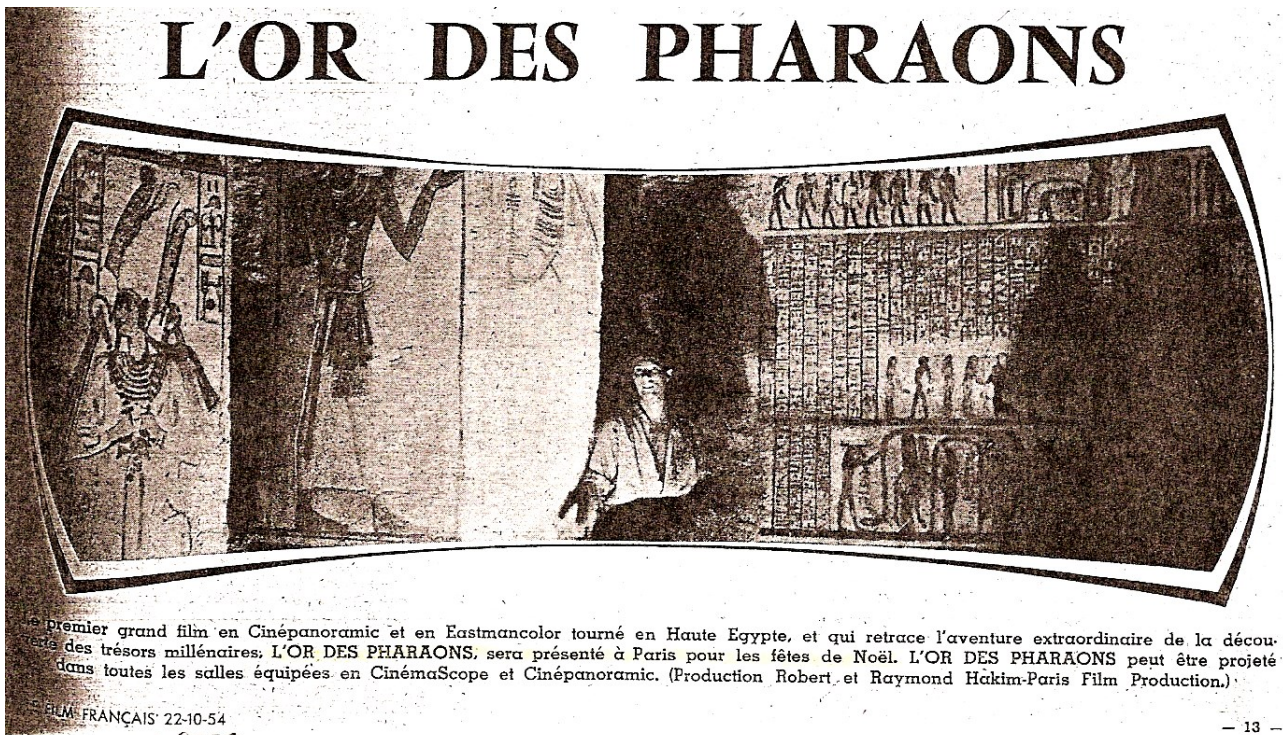 L'OR DES PHARAONS
Le premier grand film en Cinépanoramic et en Eastmancolor tourné en Haute Egypte, et qui retrace l'aventure extraordinaire de la décou-
verte des trésors millénaires, L'OR DES PHARAONS, sera présenté à Paris pour les fêtes de Noël. L'OR DES PHARAONS peut être projeté
dans toutes les salles équipées en CinémaScope et Cinépanoramic. (Production Robert et Raymond Hakim-Paris Film Production.)
FILM FRANÇAIS 22-10-54
— 13 —